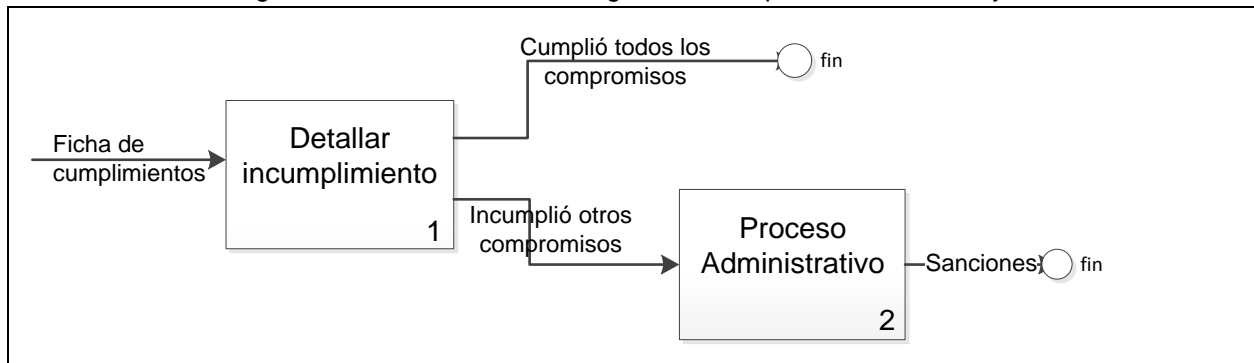 Cumplió todos los
compromisos
fin
Detallar
incumplimiento
1
Ficha de
cumplimientos
Incumplió otros
compromisos
Proceso
Administrativo
2
Sanciones
fin